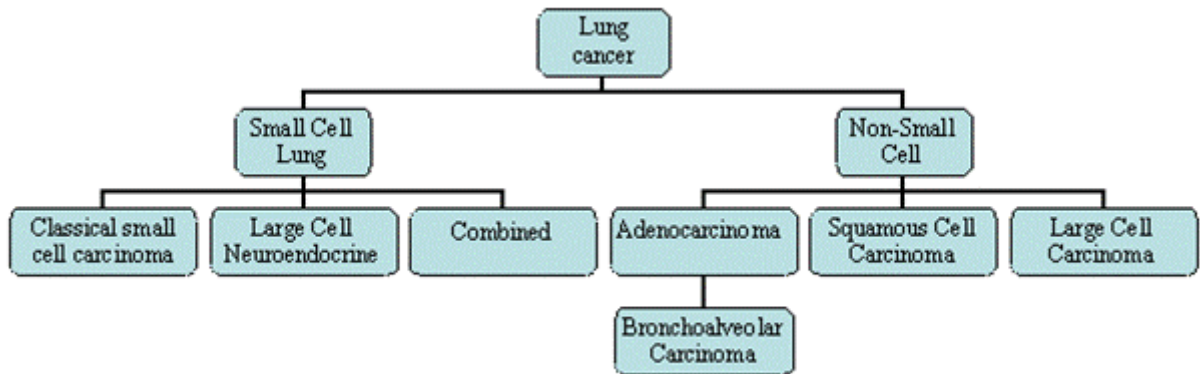 Lung
cancer
Small Cell
Lung
Non-Small
Cell
Classical small
cell carcinoma
Large Cell
Neuroendocrine
Combined
Adenocarcinoma
Squamous Cell
Carcinoma
Large Cell
Carcinoma
Bronchoalveolar
Carcinoma